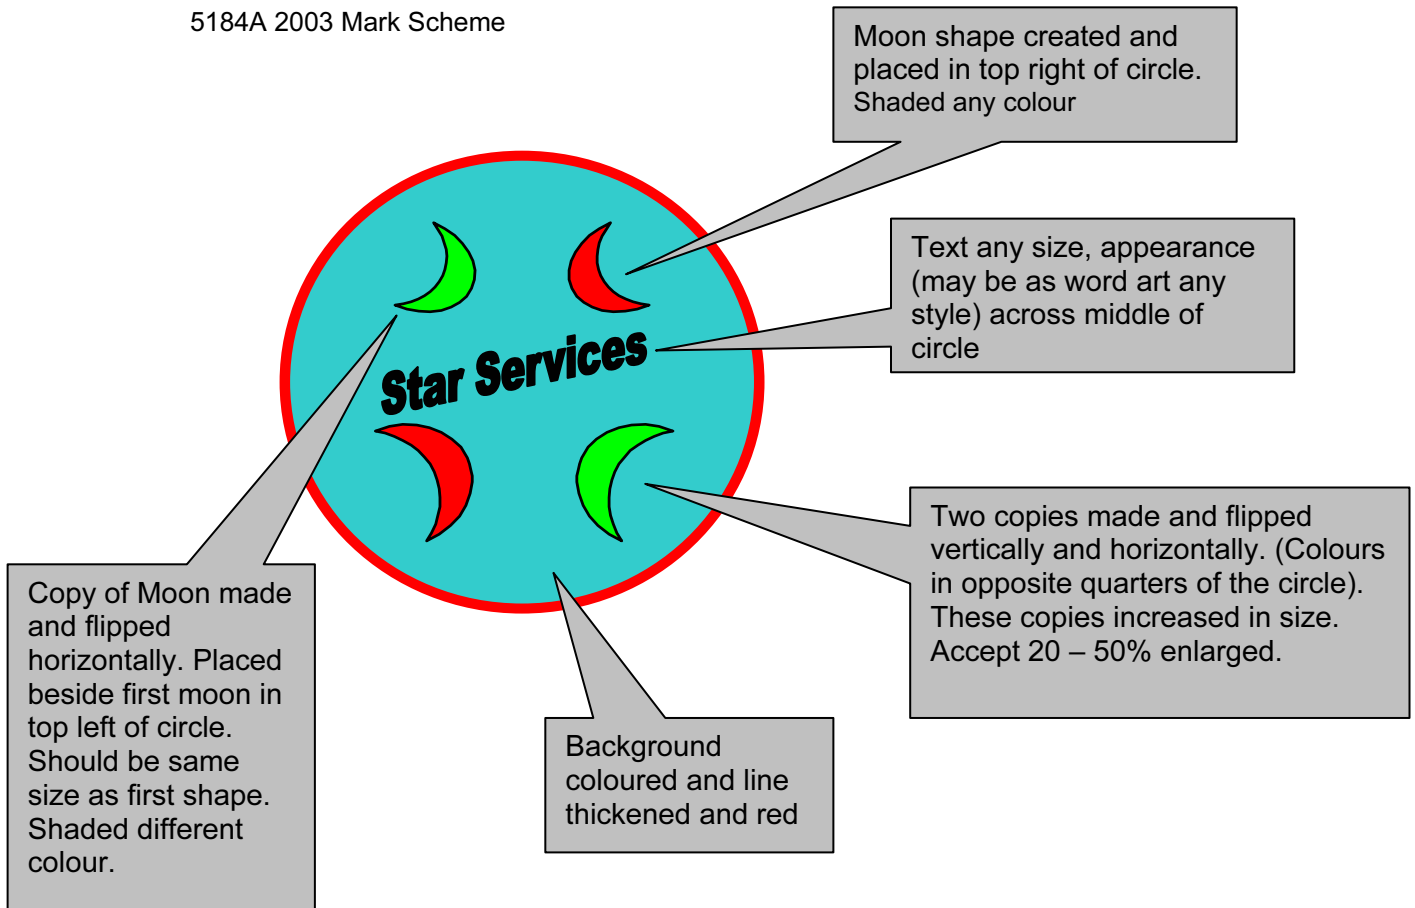 5184A 2003 Mark Scheme
Moon shape created and
placed in top right of circle.
Shaded any colour
Text any size, appearance
(may be as word art any
style) across middle of
circle
Star Services
Two copies made and flipped
vertically and horizontally. (Colours
in opposite quarters of the circle).
These copies increased in size.
Accept 20 – 50% enlarged.
Copy of Moon made
and flipped
horizontally. Placed
beside first moon in
top left of circle.
Should be same
size as first shape.
Shaded different
colour.
Background
coloured and line
thickened and red